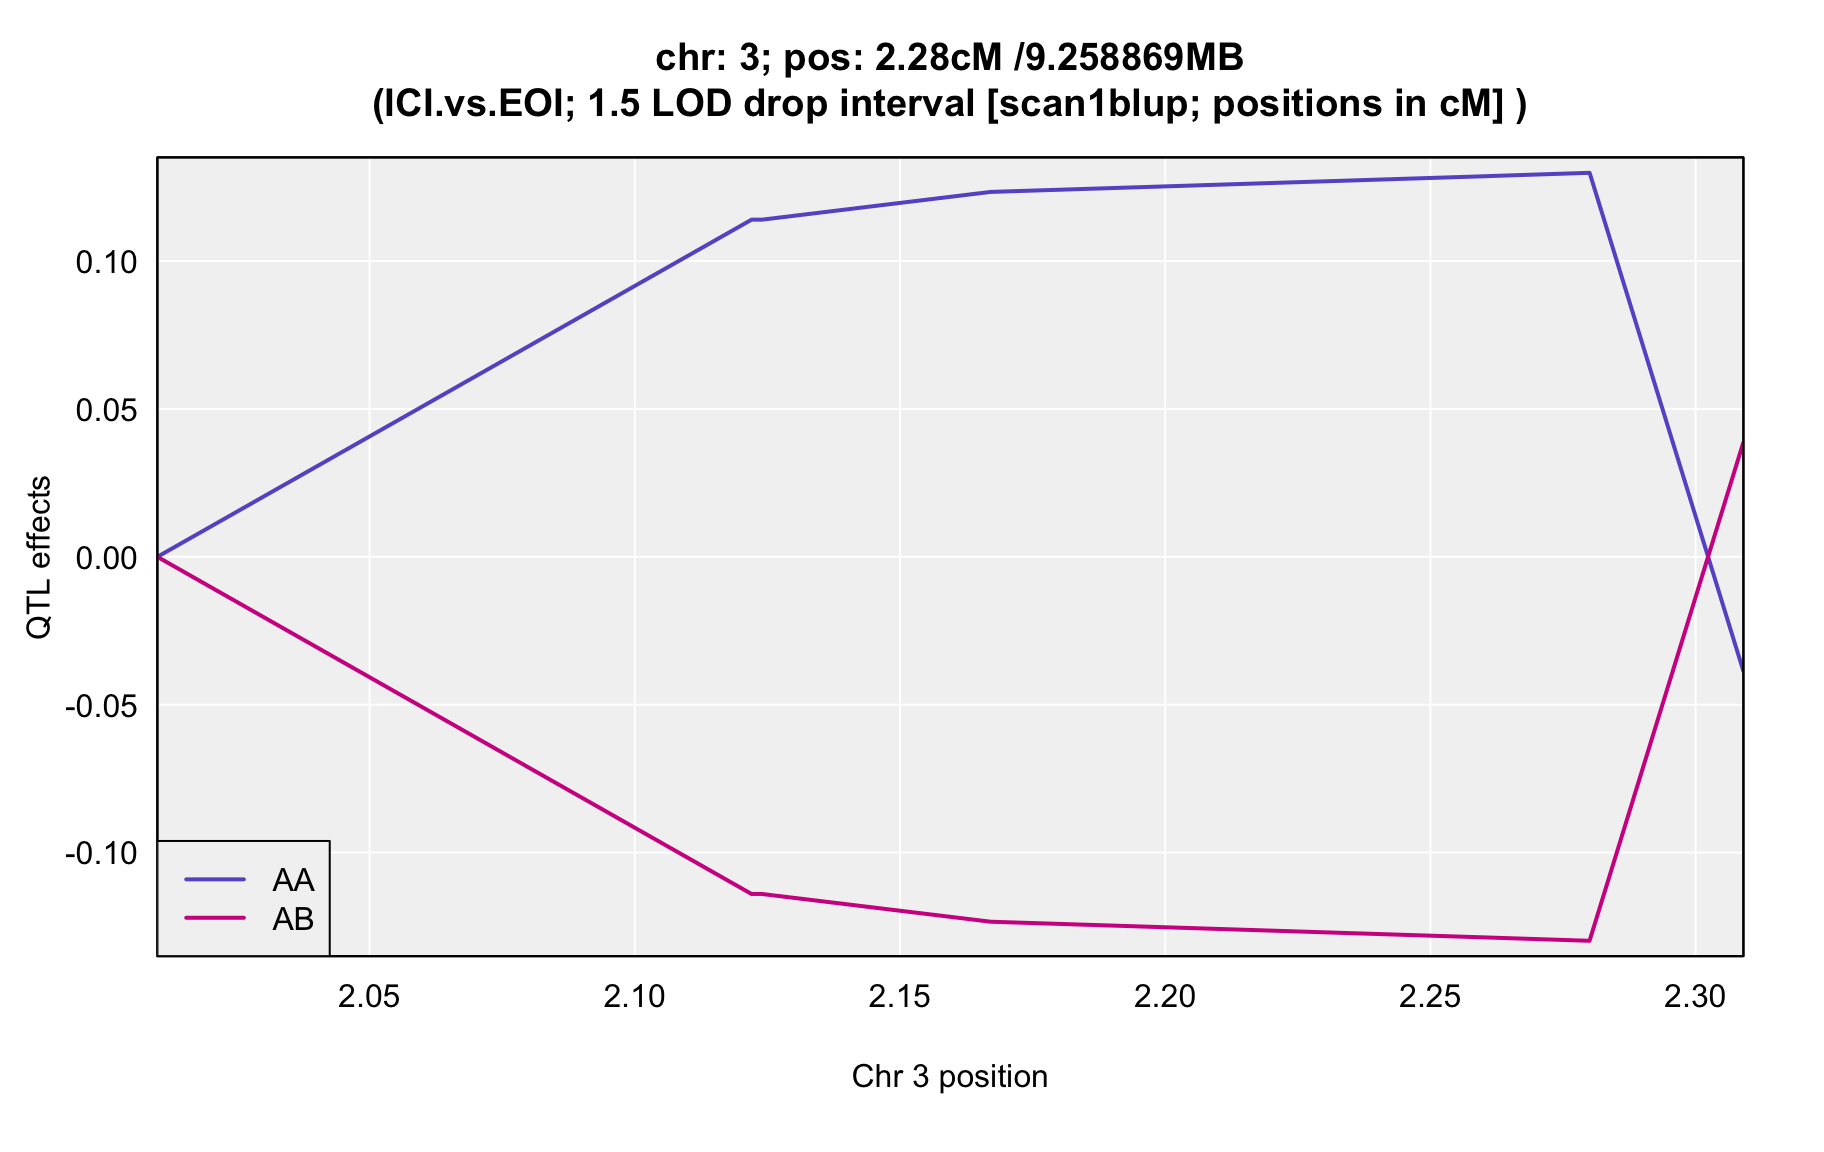 chr: 3; pos: 2.28cM /9.258869MB
(ICI.vs.EOI; 1.5 LOD drop interval [scan1blup; positions in cM] )
QTL effects
0.10
0.05
0.00
-0.05
-0.10
AA
AB
2.05 2.10 2.15 2.20 2.25 2.30
Chr 3 position